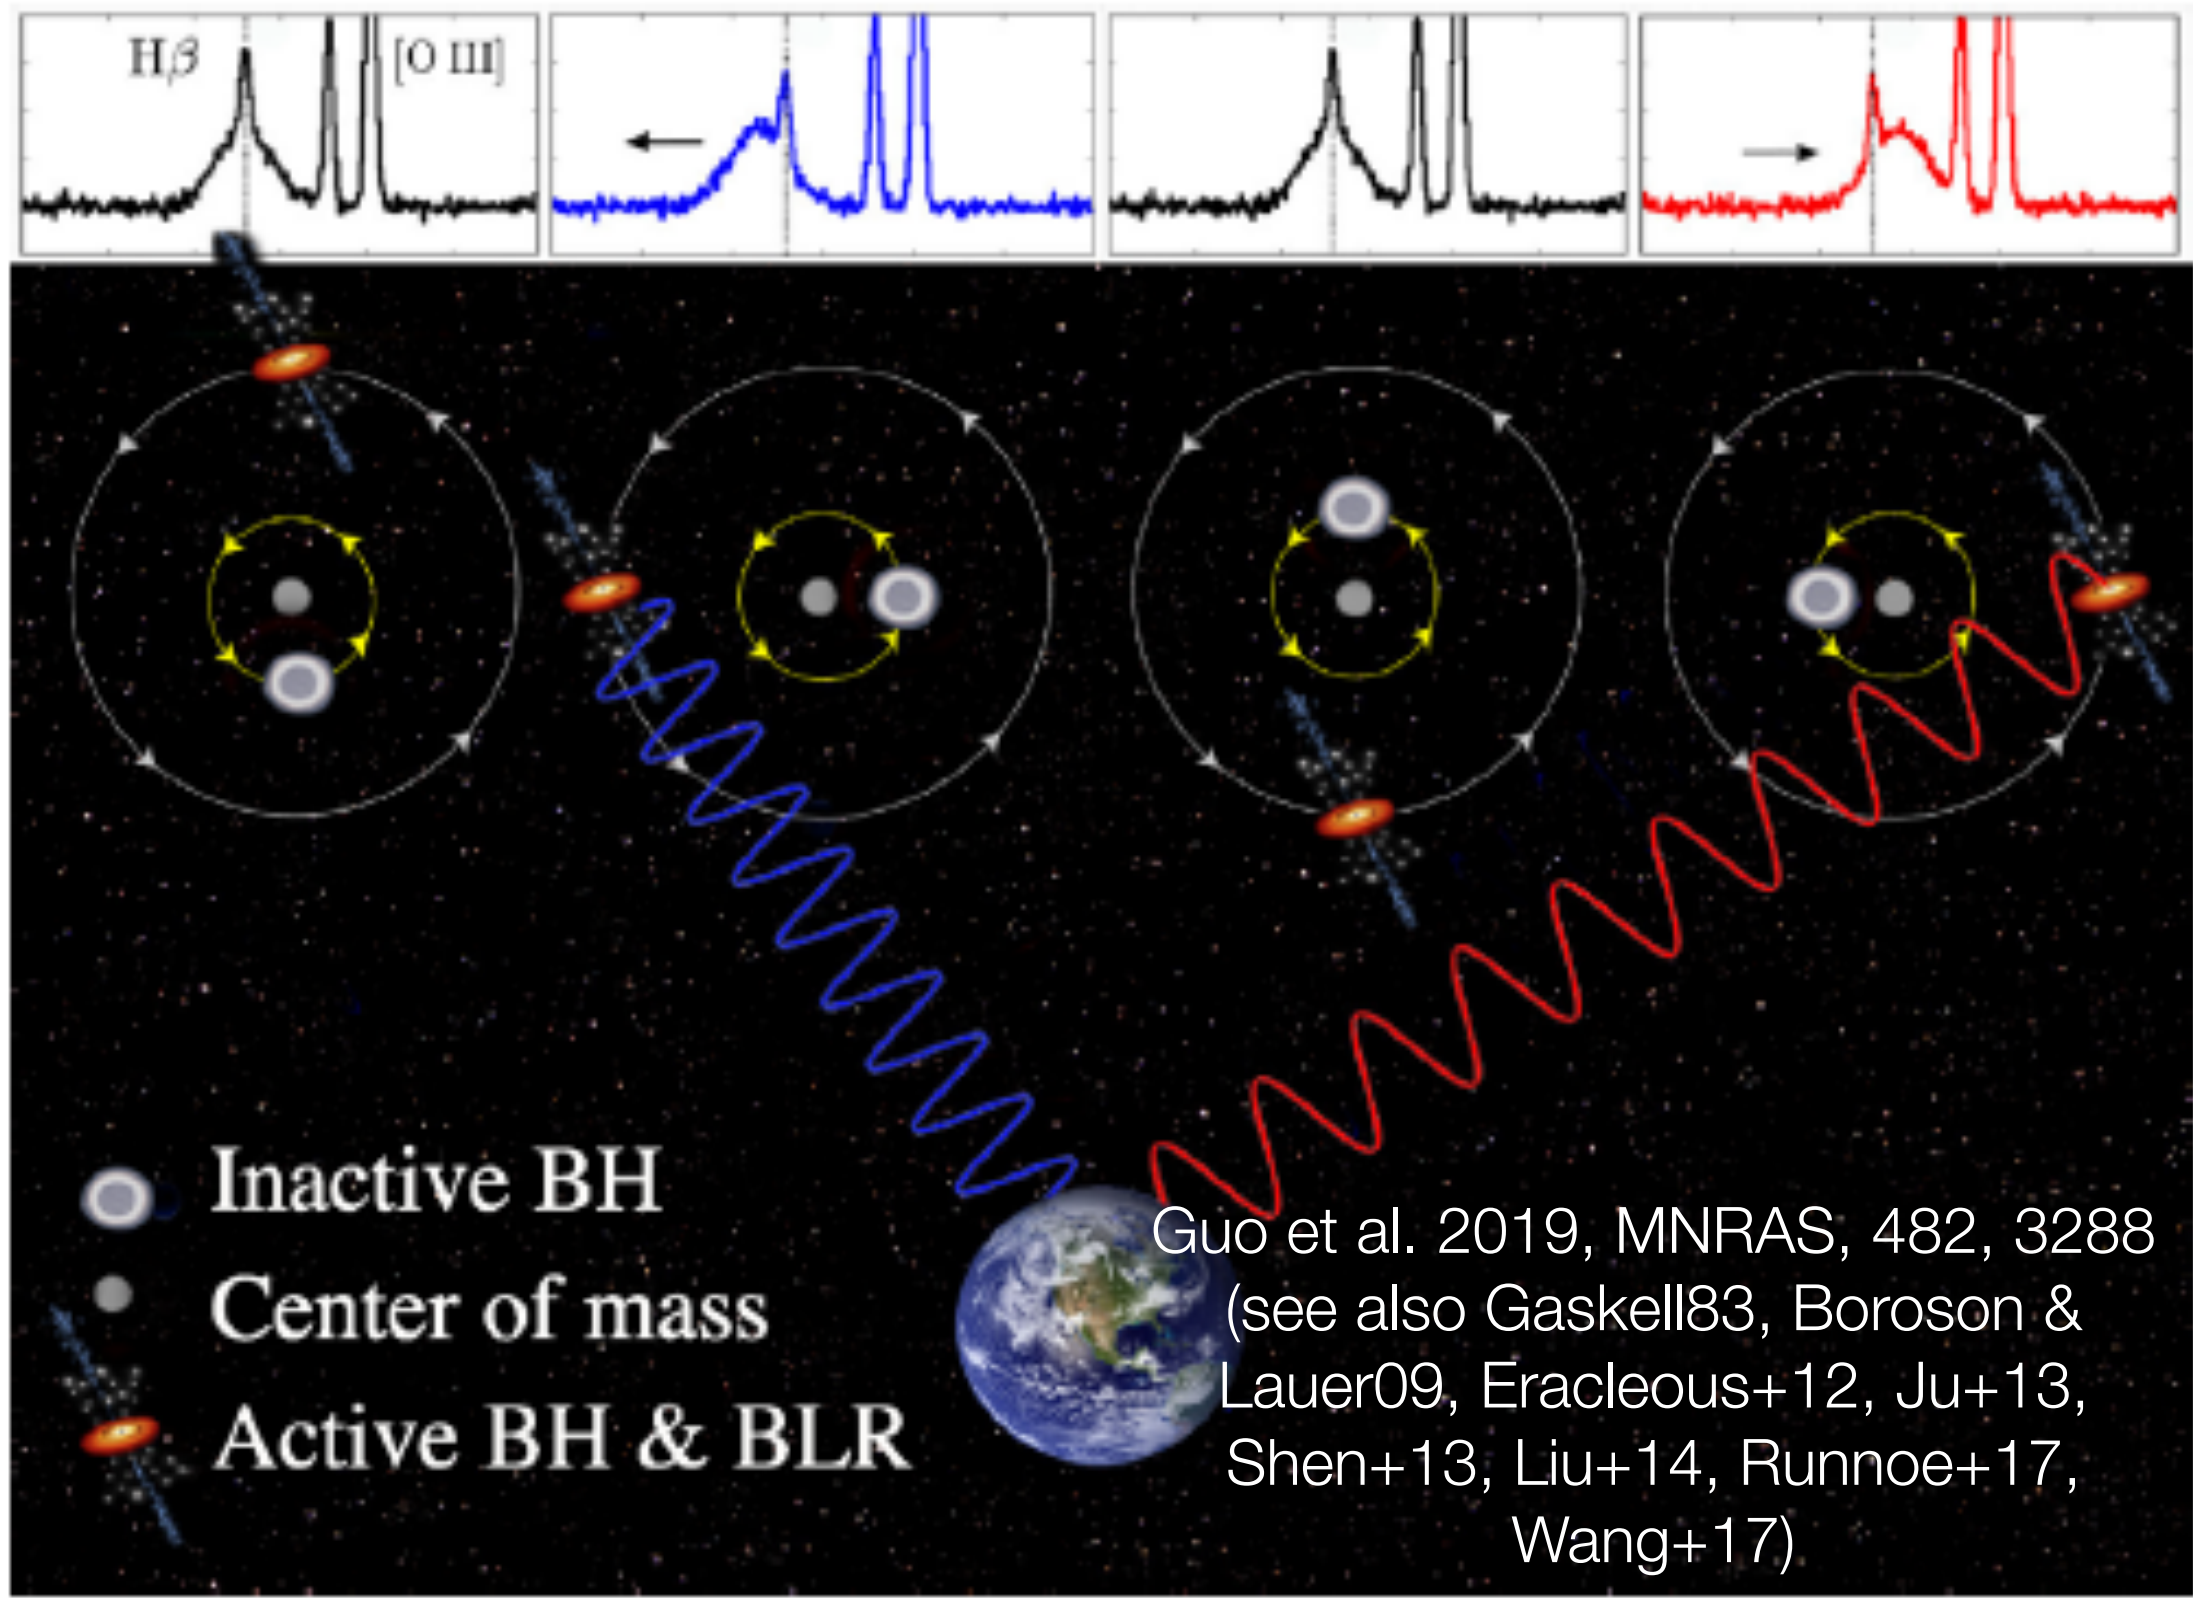 Hβ [O III]
Inactive BH
Center of mass
Active BH & BLR
Guo et al. 2019, MNRAS, 482, 3288
(see also Gaskell83, Boroson &
Lauer09, Eracleous+12, Ju+13,
Shen+13, Liu+14, Runnoe+17,
Wang+17)